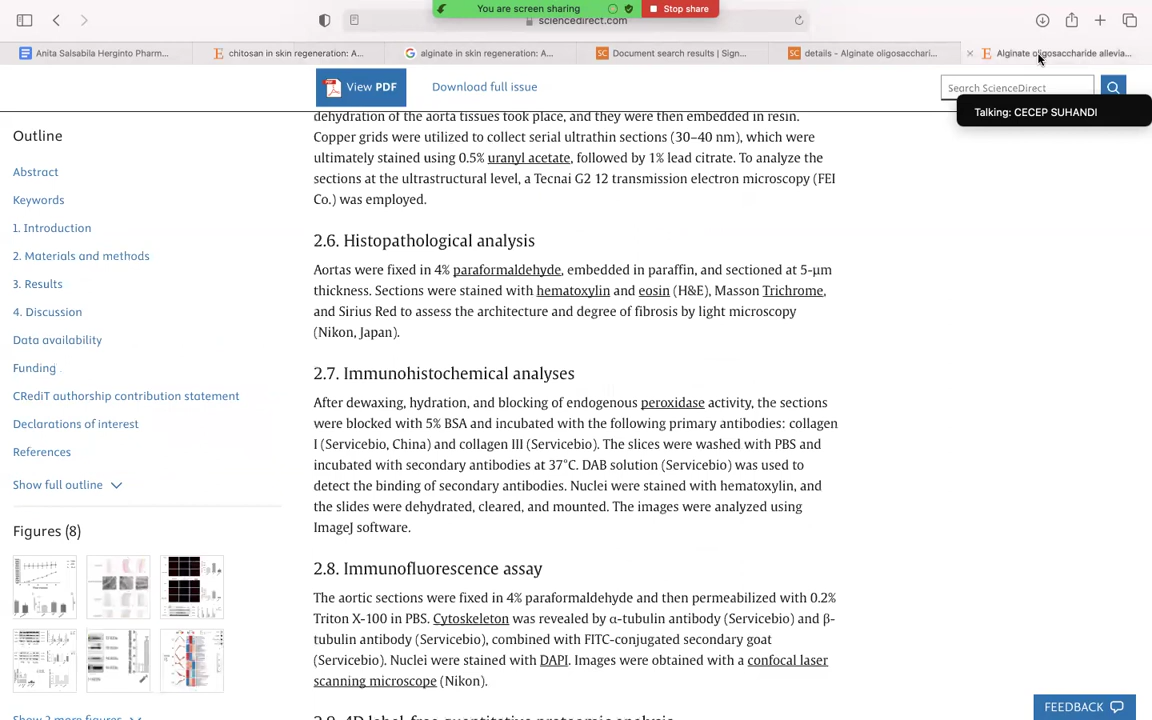 You are screen sharing
Stop share
sciencedirect.com
Anita Salsabila Herginto Pharm...
chitosan in skin regeneration: A...
alginate in skin regeneration: A...
Document search results | Sign...
details - Alginate oligosacchari...
Alginate oligosaccharide allevia...
View PDF
Download full issue
Search ScienceDirect
Talking: CECEP SUHANDI
Outline
Abstract
Keywords
1. Introduction
2. Materials and methods
3. Results
4. Discussion
Data availability
Funding
CRediT authorship contribution statement
Declarations of interest
References
Show full outline
Figures (8)
dehydration of the aorta tissues took place, and they were then embedded in resin.
Copper grids were utilized to collect serial ultrathin sections (30–40 nm), which were
ultimately stained using 0.5% uranyl acetate, followed by 1% lead citrate. To analyze the
sections at the ultrastructural level, a Tecnai G2 12 transmission electron microscopy (FEI
Co.) was employed.
2.6. Histopathological analysis
Aortas were fixed in 4% paraformaldehyde, embedded in paraffin, and sectioned at 5-μm
thickness. Sections were stained with hematoxylin and eosin (H&E), Masson Trichrome,
and Sirius Red to assess the architecture and degree of fibrosis by light microscopy
(Nikon, Japan).
2.7. Immunohistochemical analyses
After dewaxing, hydration, and blocking of endogenous peroxidase activity, the sections
were blocked with 5% BSA and incubated with the following primary antibodies: collagen
I (Servicebio, China) and collagen III (Servicebio). The slices were washed with PBS and
incubated with secondary antibodies at 37°C. DAB solution (Servicebio) was used to
detect the binding of secondary antibodies. Nuclei were stained with hematoxylin, and
the slides were dehydrated, cleared, and mounted. The images were analyzed using
ImageJ software.
2.8. Immunofluorescence assay
The aortic sections were fixed in 4% paraformaldehyde and then permeabilized with 0.2%
Triton X-100 in PBS. Cytoskeleton was revealed by α-tubulin antibody (Servicebio) and β-
tubulin antibody (Servicebio), combined with FITC-conjugated secondary goat
(Servicebio). Nuclei were stained with DAPI. Images were obtained with a confocal laser
scanning microscope (Nikon).
2.9. 4D label-free quantitative proteomic analysis
Show 2 more figures
FEEDBACK